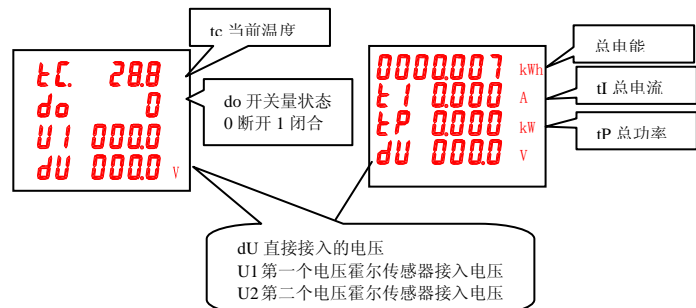 tc 当前温度
tC. 28.8
do 0
U1 000.0
dU 000.0 V
do 开关量状态
0 断开 1 闭合
0000.007 kWh
tI 0.000 A
tP 0.000 kW
dU 000.0 V
总电能
tI 总电流
tP 总功率
dU 直接接入的电压
U1 第一个电压霍尔传感器接入电压
U2 第二个电压霍尔传感器接入电压